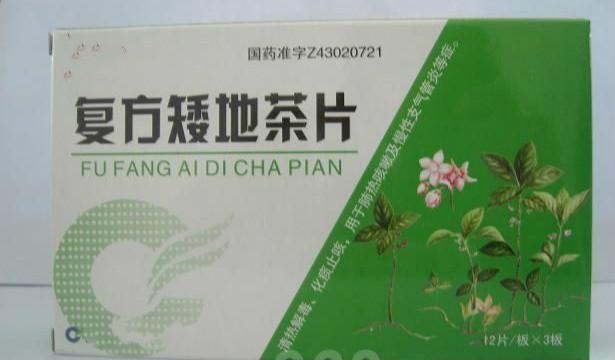 国药准字Z43020721
复方矮地茶片
FU FANG AI DI CHA PIAN
清热解毒、化痰止咳，用于肺热咳嗽及慢性支气管炎等症。
12片/板×3板